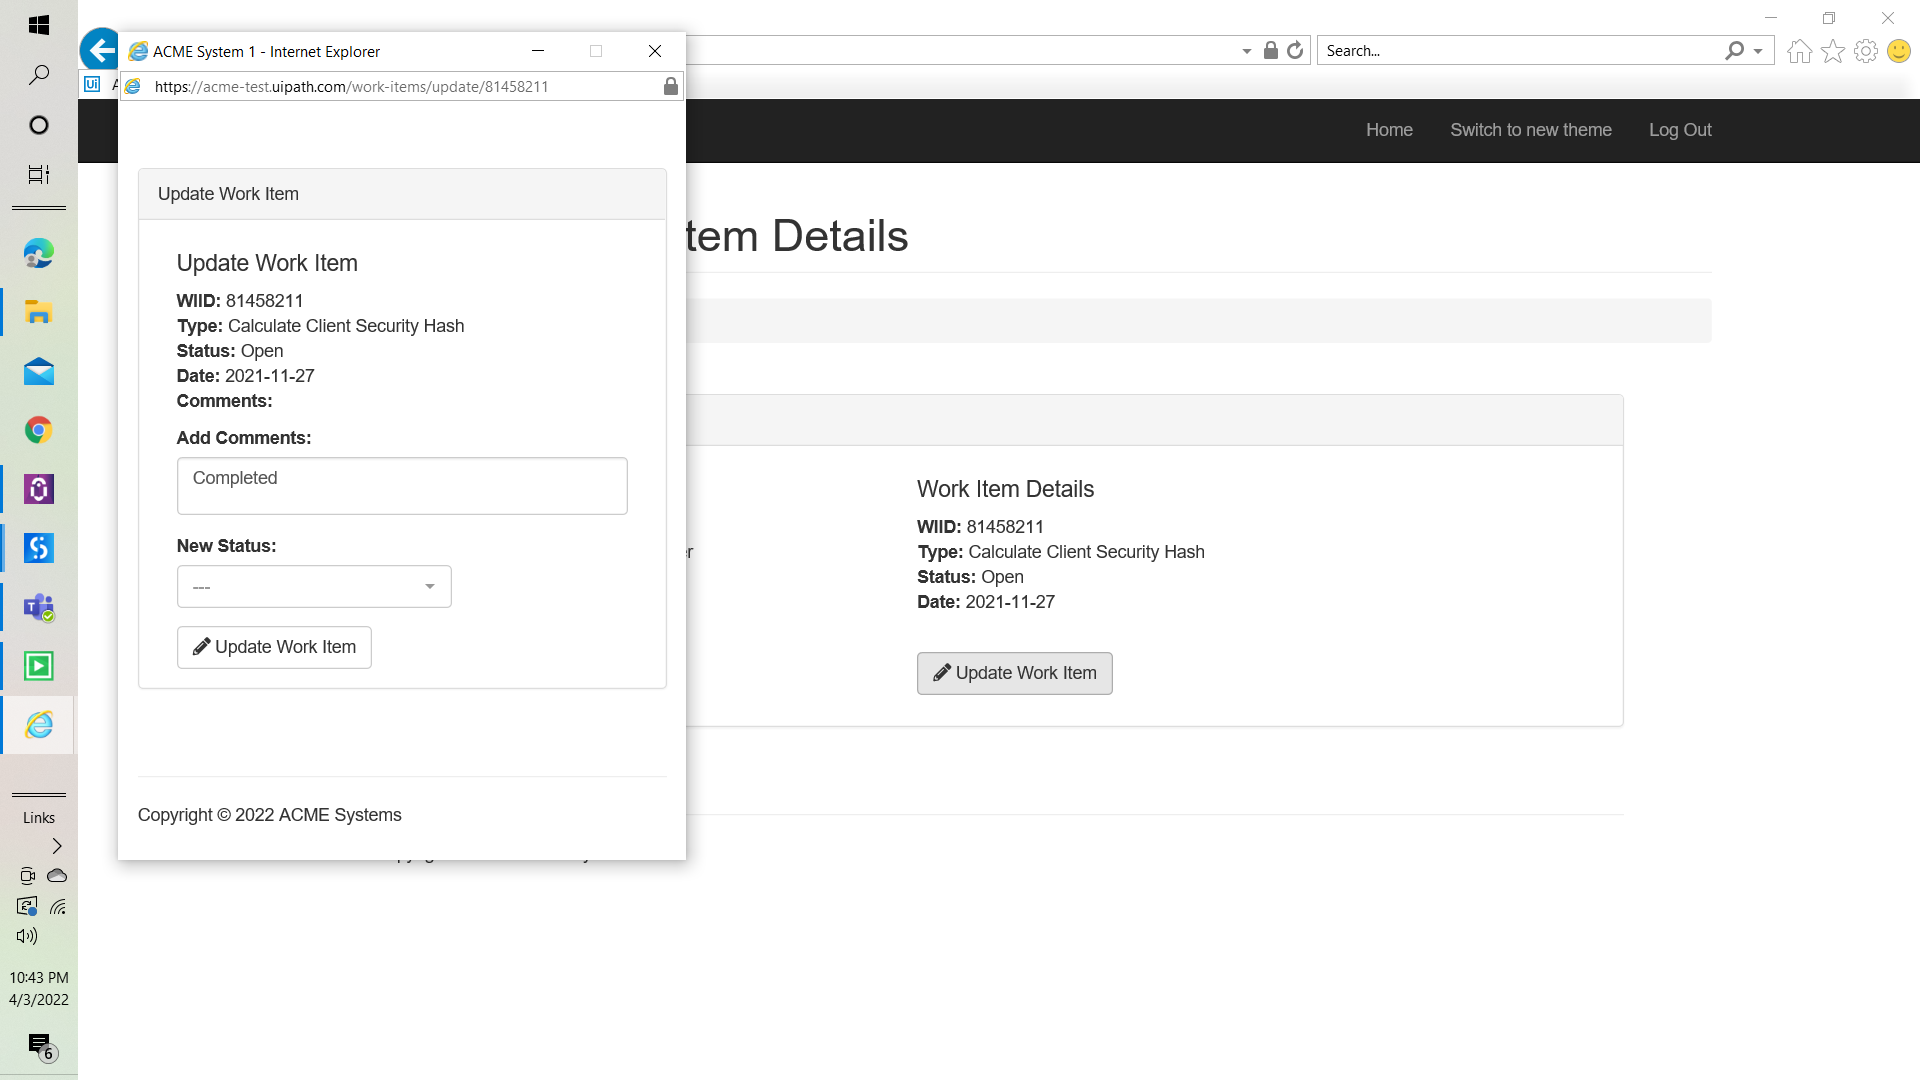 ACME System 1 - Internet Explorer
https://acme-test.uipath.com/work-items/update/81458211
Search...
Ui
Home
Switch to new theme
Log Out
Update Work Item
Update Work Item
WIID: 81458211
Type: Calculate Client Security Hash
Status: Open
Date: 2021-11-27
Comments:
Add Comments:
Completed
New Status:
---
Update Work Item
Copyright © 2022 ACME Systems
tem Details
er
Work Item Details
WIID: 81458211
Type: Calculate Client Security Hash
Status: Open
Date: 2021-11-27
Update Work Item
Links
10:43 PM
4/3/2022
6